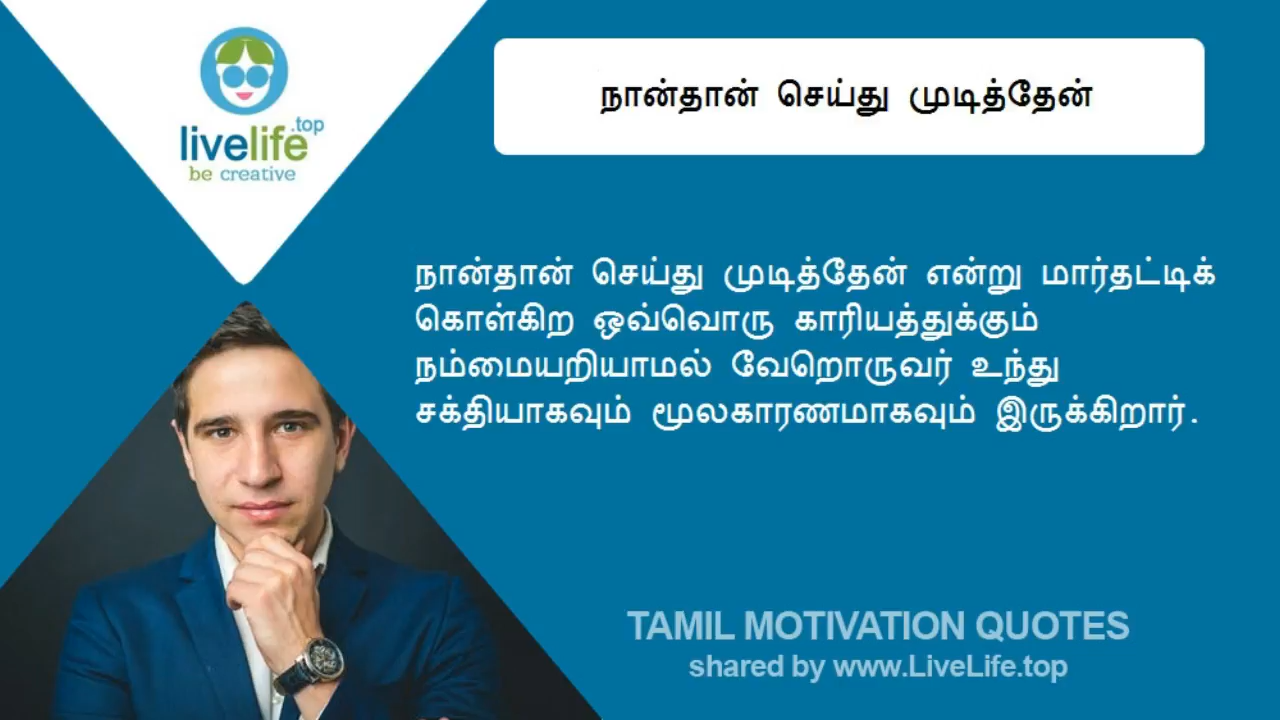 livelife.top
be creative
நான்தான் செய்து முடித்தேன்
நான்தான் செய்து முடித்தேன் என்று மார்தட்டிக்
கொள்கிற ஒவ்வொரு காரியத்துக்கும்
நம்மையறியாமல் வேறொருவர் உந்து
சக்தியாகவும் மூலகாரணமாகவும் இருக்கிறார்.
TAMIL MOTIVATION QUOTES
shared by www.LiveLife.top